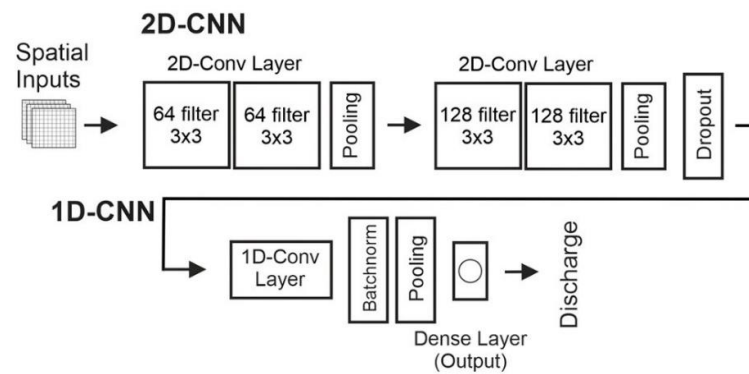 2D-CNN
Spatial
Inputs
2D-Conv Layer
64 filter
3x3
64 filter
3x3
Pooling
2D-Conv Layer
128 filter
3x3
128 filter
3x3
Pooling
Dropout
1D-CNN
1D-Conv
Layer
Batchnorm
Pooling
Dense Layer
(Output)
Discharge